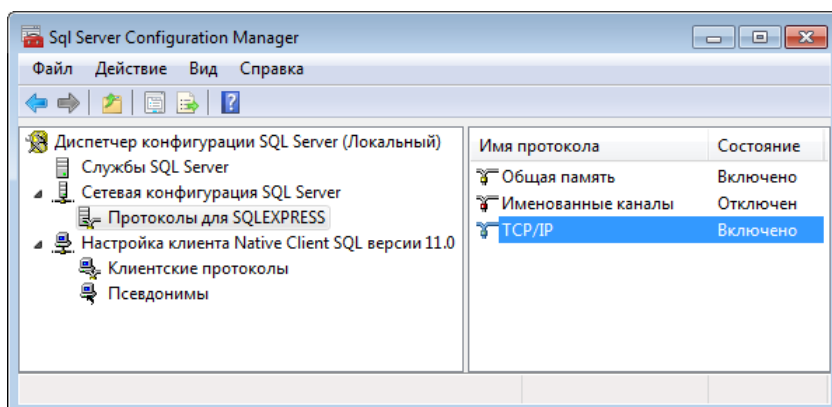 Sql Server Configuration Manager
Файл Действие Вид Справка
Диспетчер конфигурации SQL Server (Локальный)
Службы SQL Server
Сетевая конфигурация SQL Server
Протоколы для SQLEXPRESS
Настройка клиента Native Client SQL версии 11.0
Клиентские протоколы
Псевдонимы
Имя протокола Состояние
Общая память Включено
Именованные каналы Отключен
TCP/IP Включено